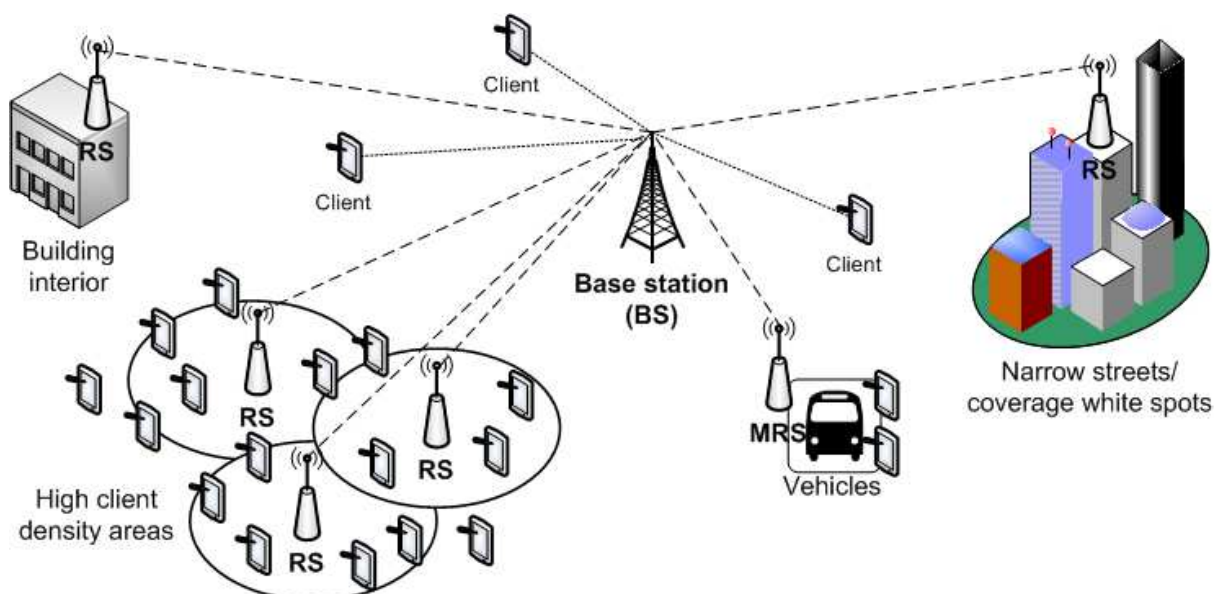 Client
RS
Client
RS
Building
interior
Client
Base station
(BS)
Narrow streets/
coverage white spots
RS
RS
MRS
Vehicles
High client
density areas
RS